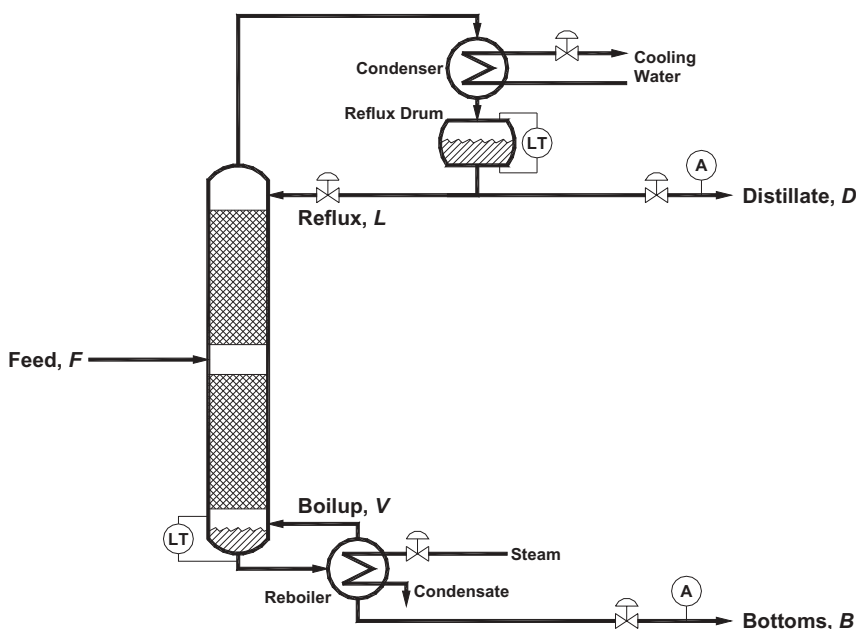 Condenser
Cooling
Water
Reflux Drum
LT
A
Reflux, L
Distillate, D
Feed, F
Boilup, V
LT
Steam
Reboiler
Condensate
A
Bottoms, B